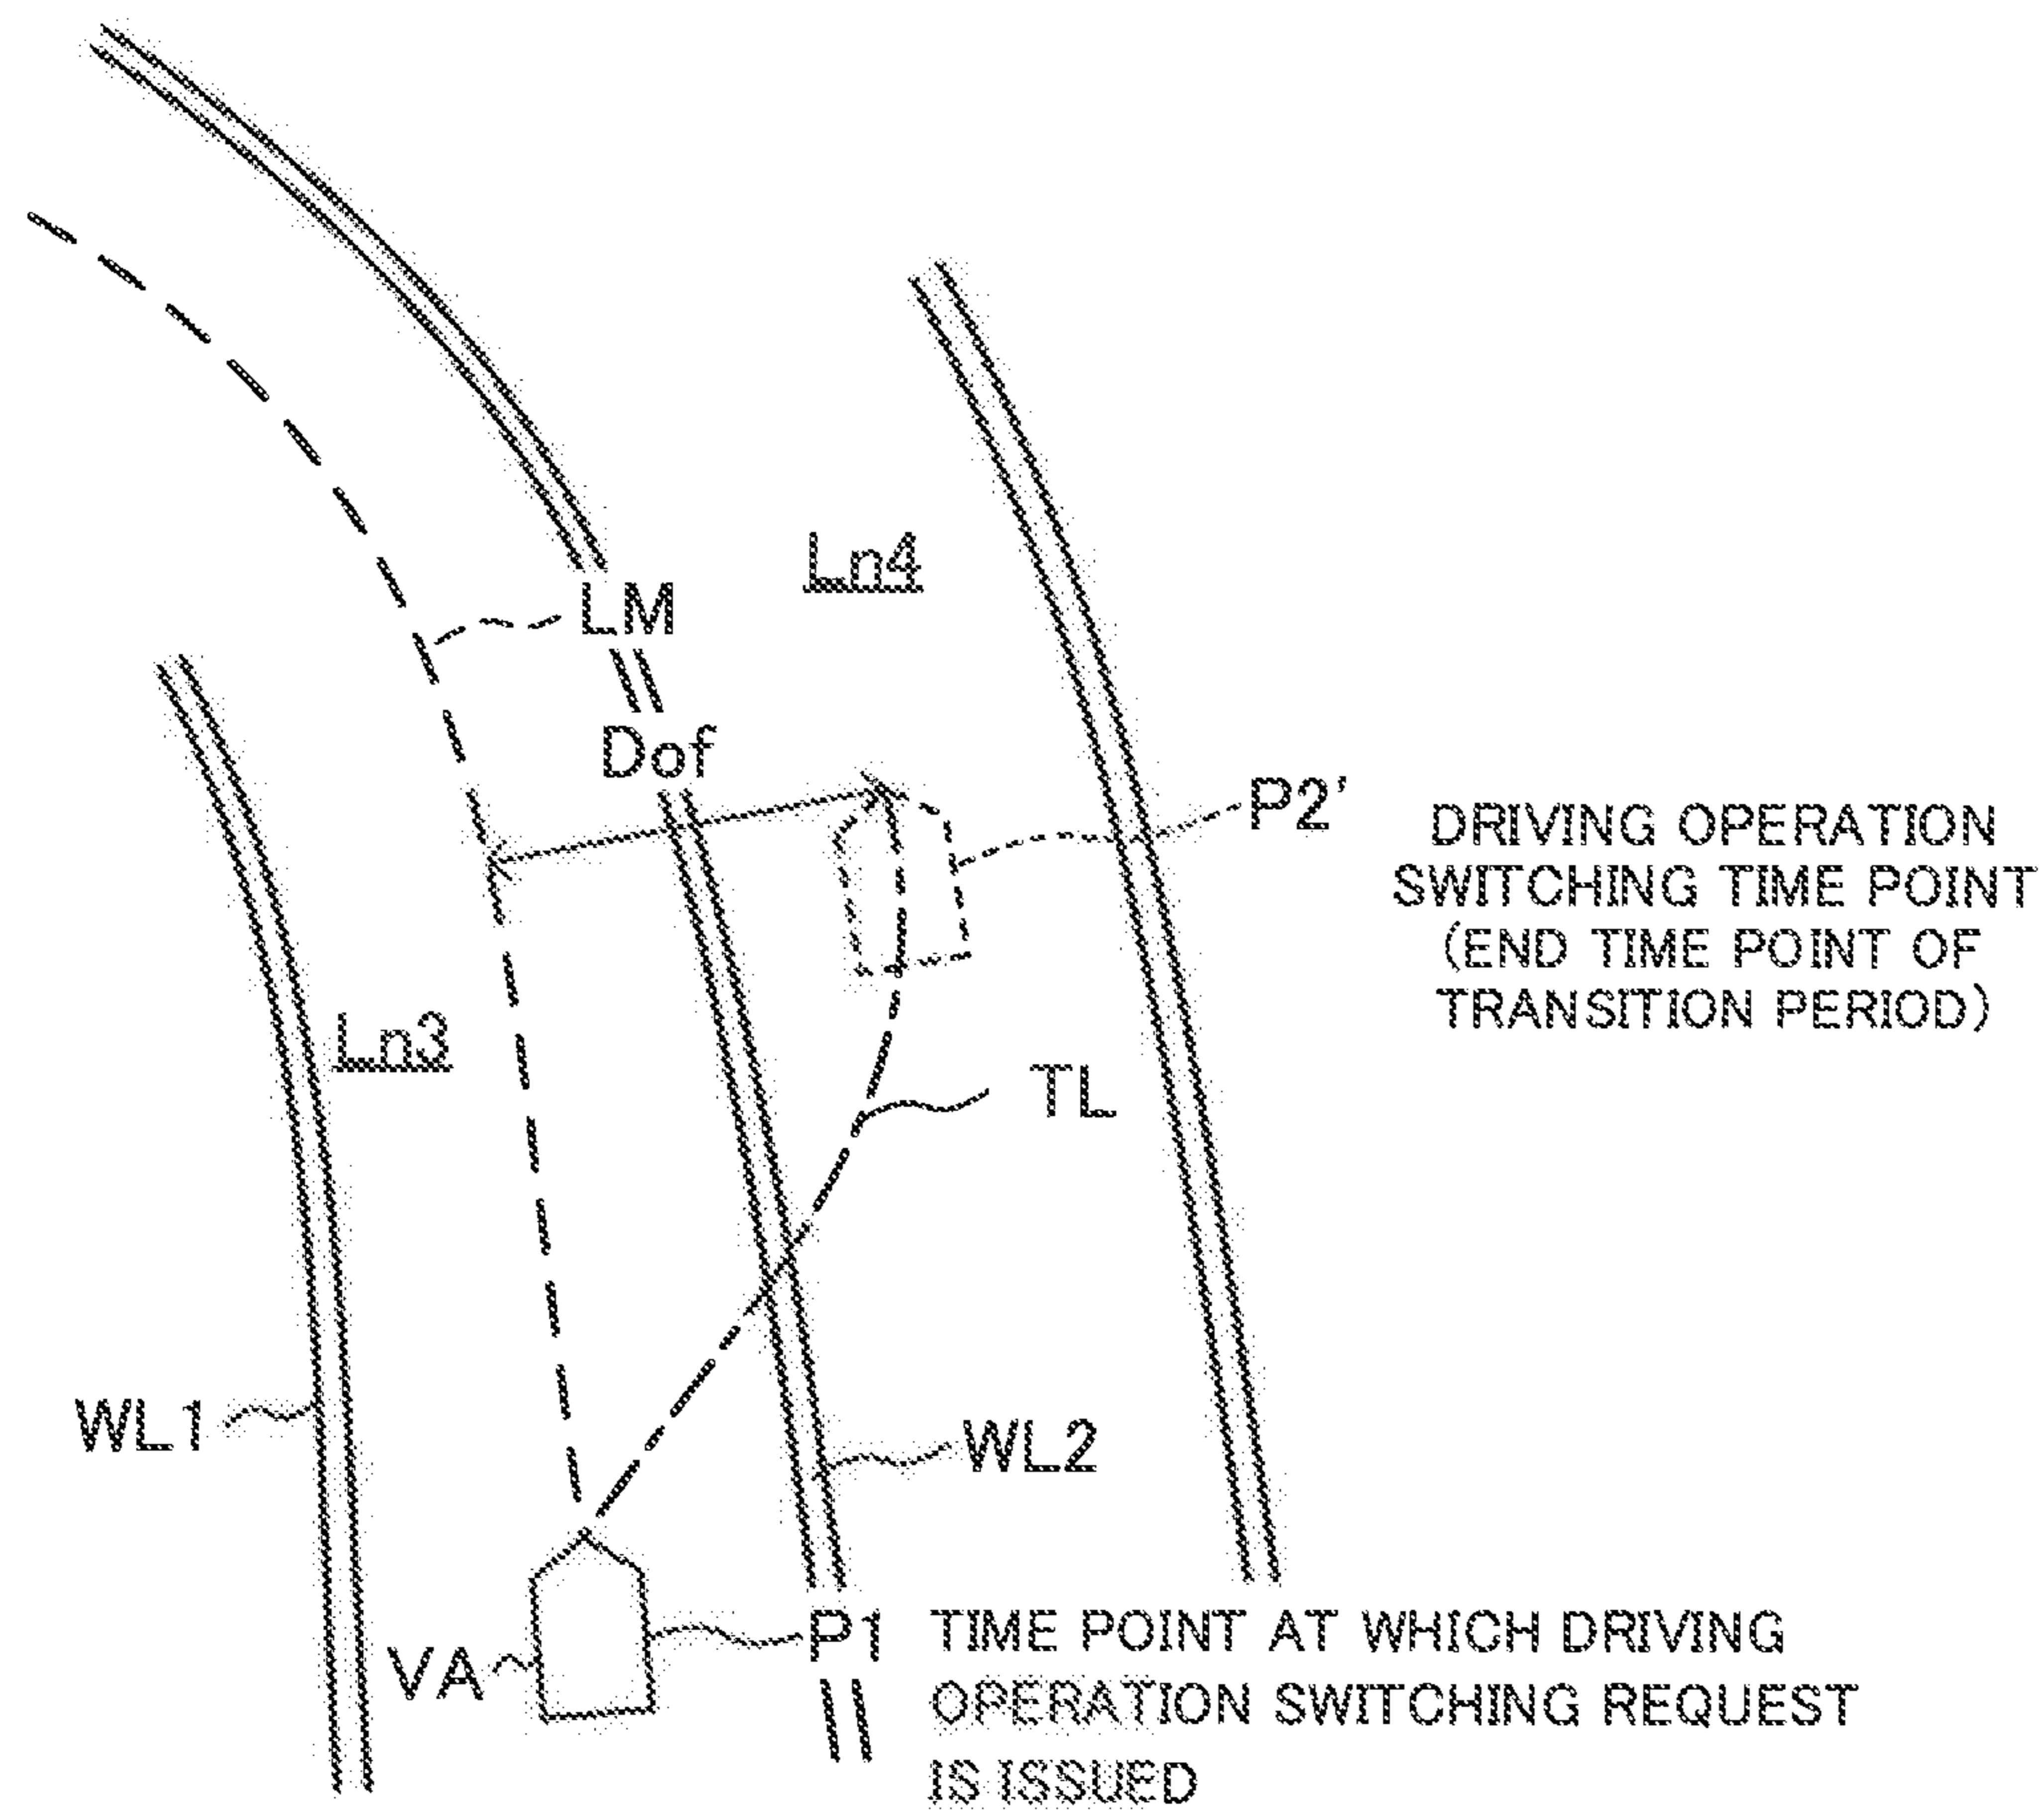 Ln4
LM
Dof
P2'
DRIVING OPERATION
SWITCHING TIME POINT
(END TIME POINT OF
TRANSITION PERIOD)
Ln3
TL
WL1
WL2
VA
P1
TIME POINT AT WHICH DRIVING
OPERATION SWITCHING REQUEST
IS ISSUED